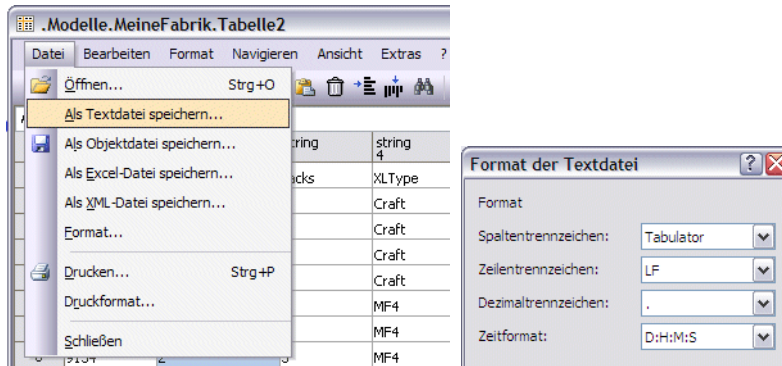 .Modelle.MeineFabrik.Tabelle2
Datei Bearbeiten Format Navigieren Ansicht Extras ?
Öffnen... Strg+O
Als Textdatei speichern...
Als Objektdatei speichern...
Als Excel-Datei speichern...
Als XML-Datei speichern...
Format...
Drucken... Strg+P
Druckformat...
Schließen
string
4
XLType
Craft
Craft
Craft
Craft
MF4
MF4
MF4
Format der Textdatei ?
Format
Spaltentrennzeichen: Tabulator
Zeilentrennzeichen: LF
Dezimaltrennzeichen: .
Zeitformat: D:H:M:S